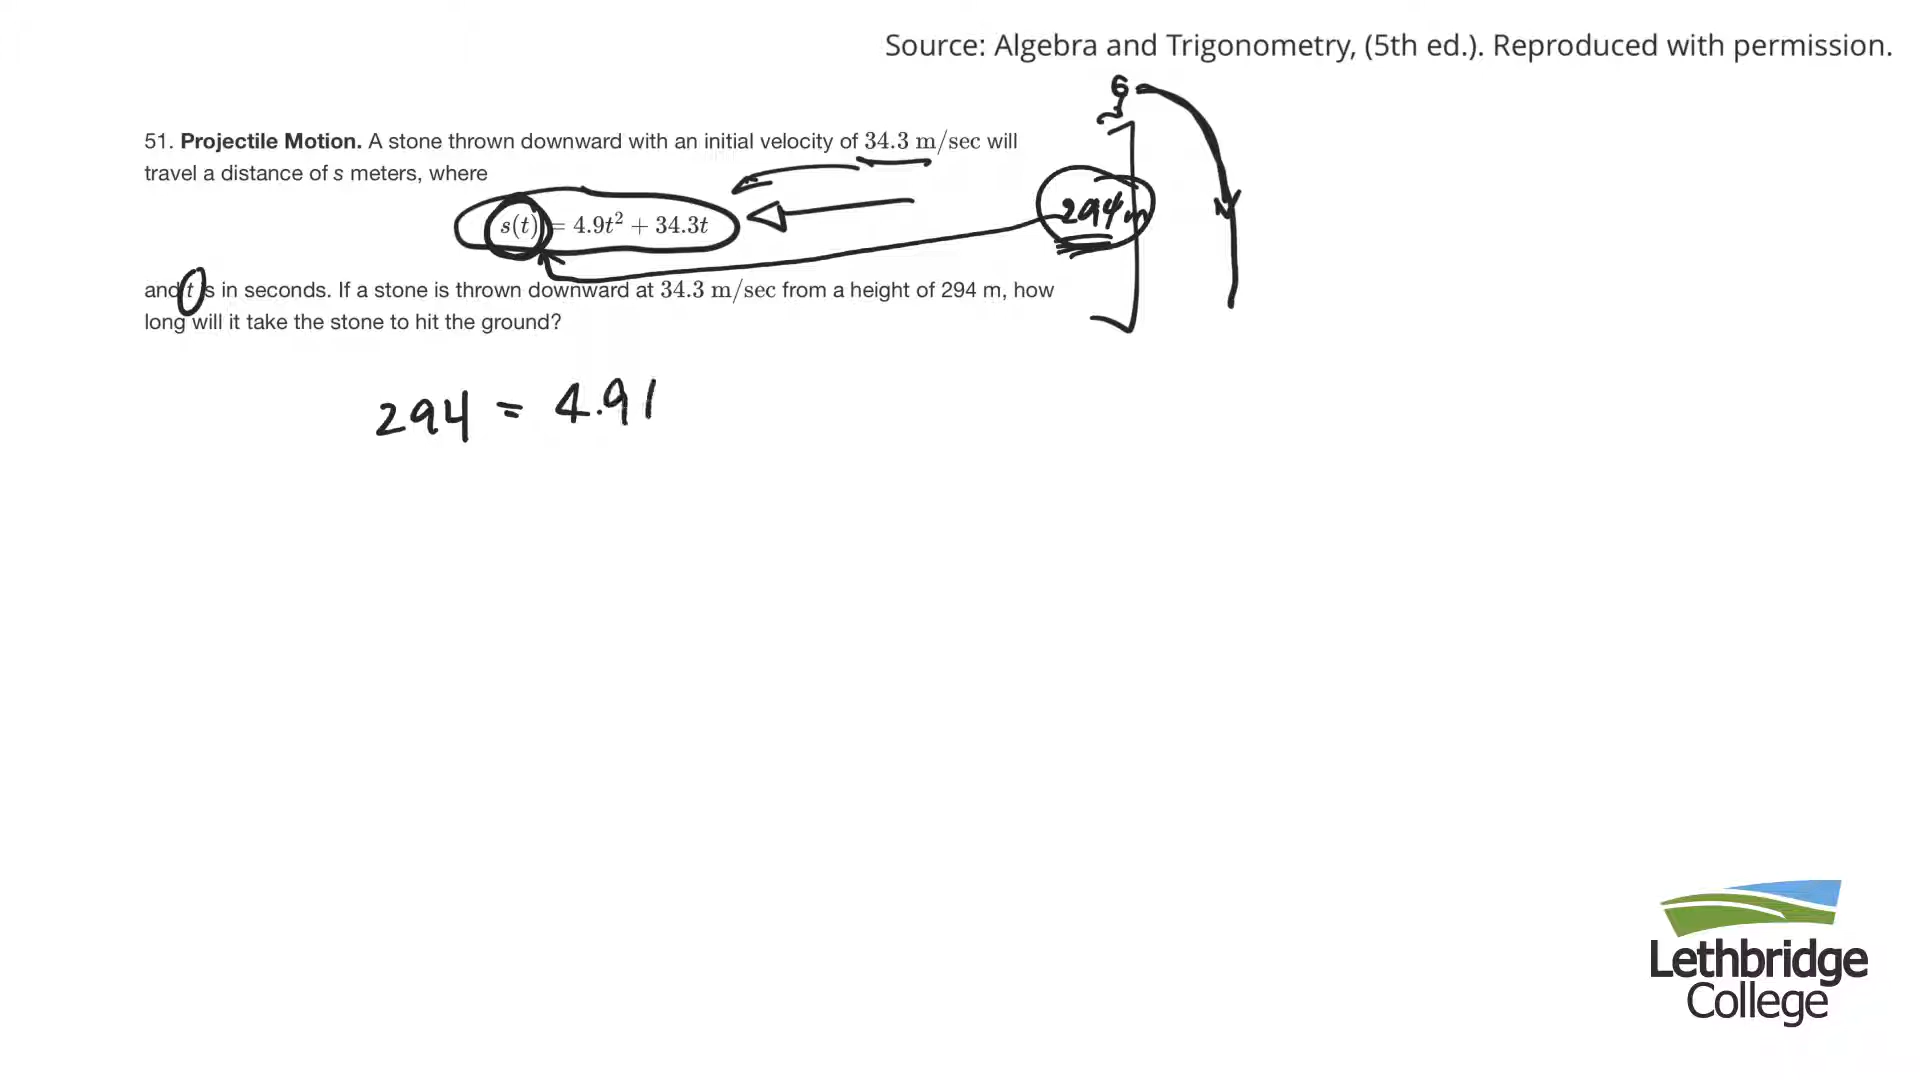 Source: Algebra and Trigonometry, (5th ed.). Reproduced with permission.
51. Projectile Motion. A stone thrown downward with an initial velocity of 34.3 m/sec will
travel a distance of s meters, where
s(t) = 4.9t² + 34.3t
294 m
and t is in seconds. If a stone is thrown downward at 34.3 m/sec from a height of 294 m, how
long will it take the stone to hit the ground?
294 = 4.9
Lethbridge
College